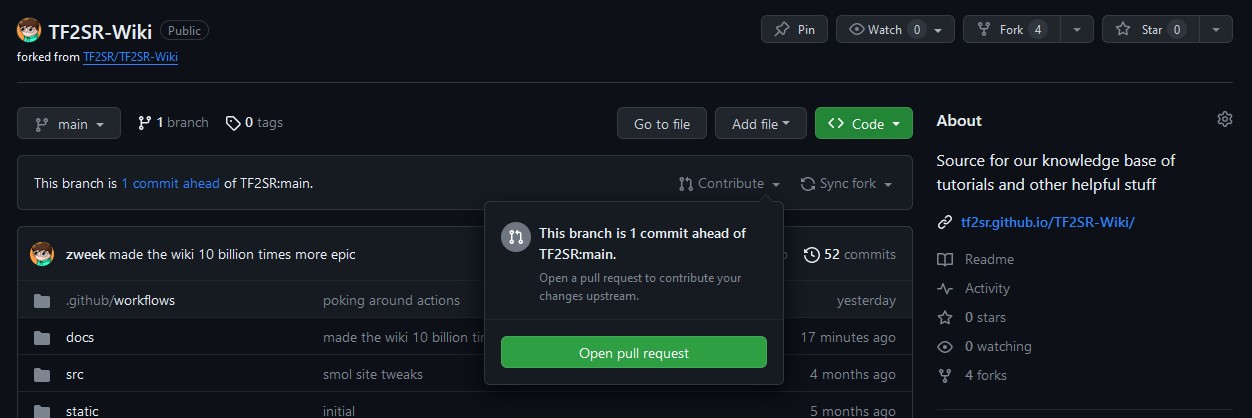 TF2SR-Wiki Public
Pin Watch 0 Fork 4 Star 0
forked from TF2SR/TF2SR-Wiki
main 1 branch 0 tags
Go to file Add file Code
This branch is 1 commit ahead of TF2SR:main.
Contribute Sync fork
This branch is 1 commit ahead of
TF2SR:main.
Open a pull request to contribute your
changes upstream.
Open pull request
zweek made the wiki 10 billion times more epic
52 commits
.github/workflows poking around actions yesterday
docs made the wiki 10 billion 17 minutes ago
src smol site tweaks 4 months ago
static initial 5 months ago
About
Source for our knowledge base of
tutorials and other helpful stuff
tf2sr.github.io/TF2SR-Wiki/
Readme
Activity
0 stars
0 watching
4 forks